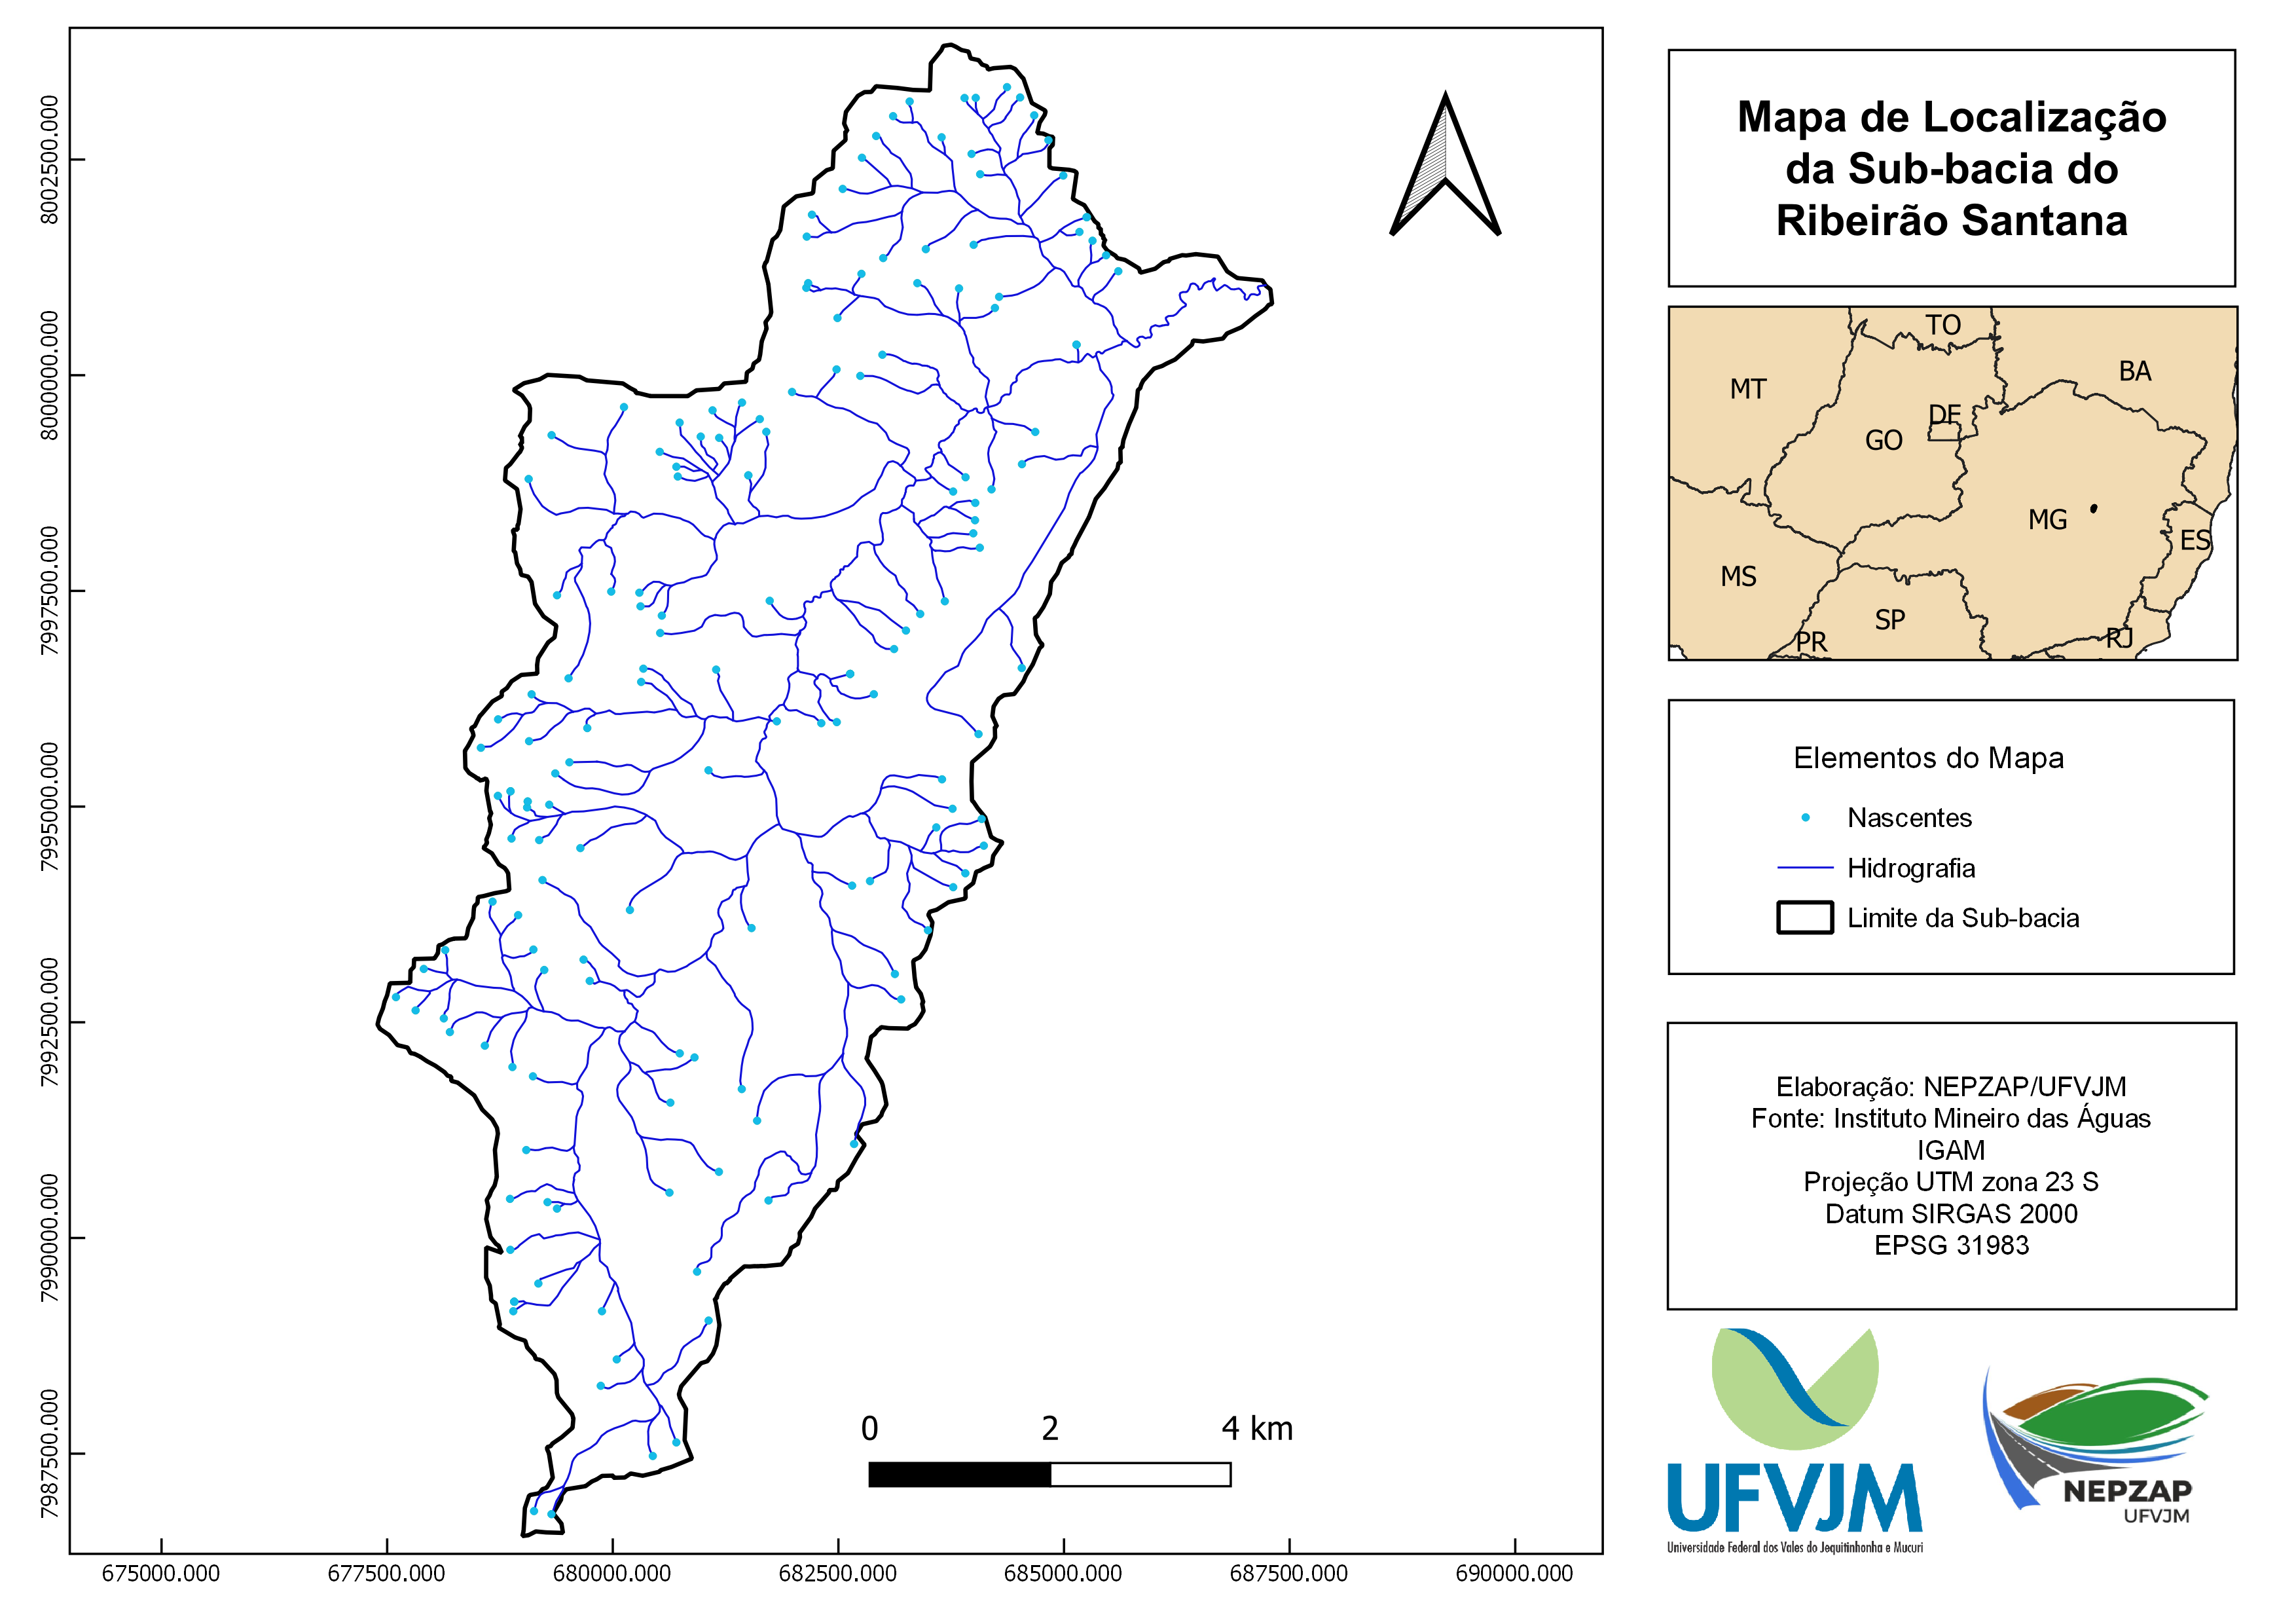 Mapa de Localização
da Sub-bacia do
Ribeirão Santana
8002500.000
8000000.000
7997500.000
7995000.000
7992500.000
7990000.000
7987500.000
675000.000
677500.000
680000.000
682500.000
685000.000
687500.000
690000.000
0
2
4 km
TO
BA
MT
DF
GO
MG
ES
MS
SP
PR
RJ
Elementos do Mapa
Nascentes
Hidrografia
Limite da Sub-bacia
Elaboração: NEPZAP/UFVJM
Fonte: Instituto Mineiro das Águas
IGAM
Projeção UTM zona 23 S
Datum SIRGAS 2000
EPSG 31983
UFVJM
Universidade Federal dos Vales do Jequitinhonha e Mucuri
NEPZAP
UFVJM